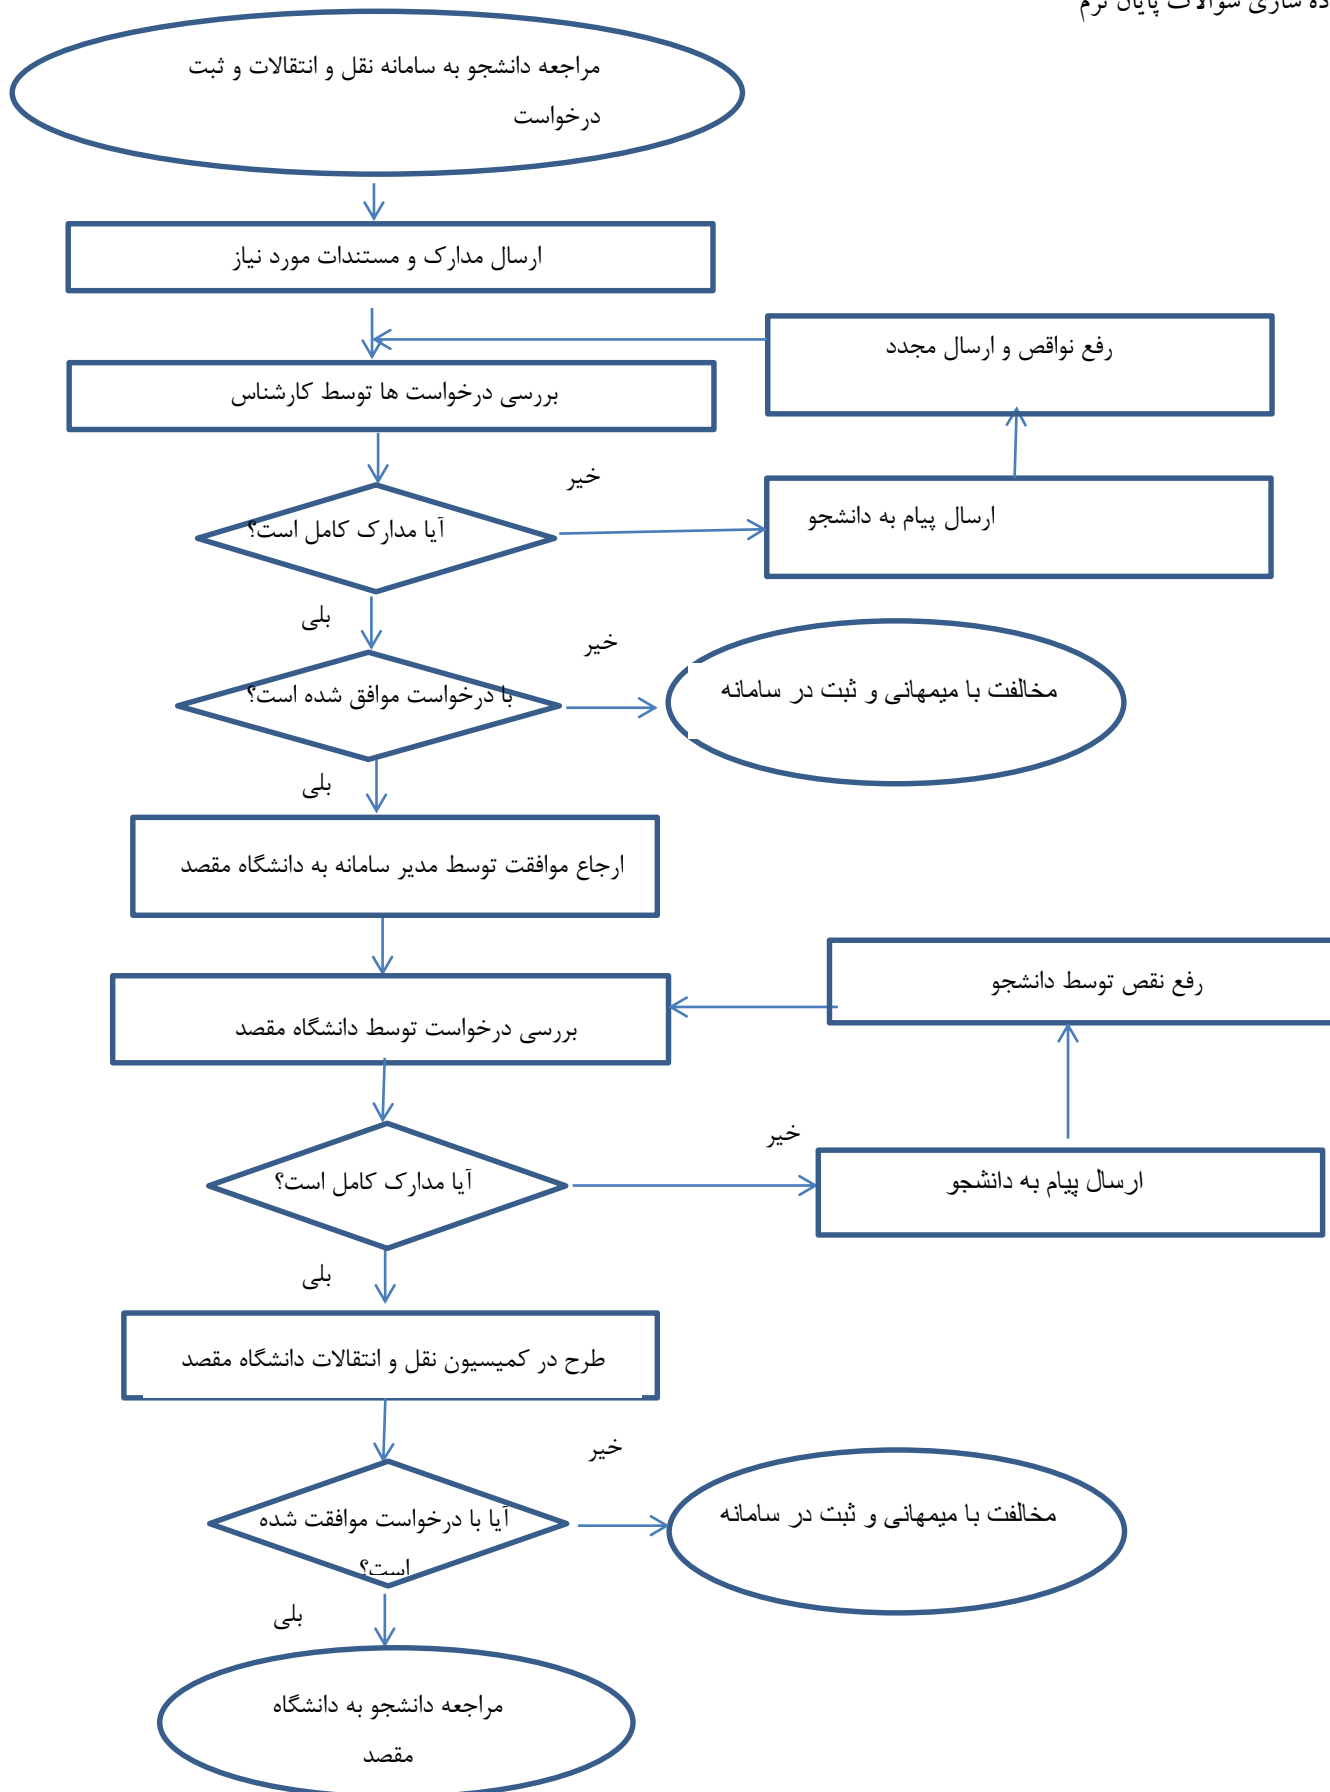 سوالات پایان ترم
مراجعه دانشجو به سامانه نقل و انتقالات و ثبت
درخواست
ارسال مدارک و مستندات مورد نیاز
رفع نواقص و ارسال مجدد
بررسی درخواست ها توسط کارشناس
خیر
ارسال پیام به دانشجو
آیا مدارک کامل است؟
بلی
خیر
با درخواست موافق شده است؟
مخالفت با میمهانی و ثبت در سامانه
بلی
ارجاع موافقت توسط مدیر سامانه به دانشگاه مقصد
رفع نقص توسط دانشجو
بررسی درخواست توسط دانشگاه مقصد
خیر
آیا مدارک کامل است؟
ارسال پیام به دانشجو
بلی
طرح در کمیسیون نقل و انتقالات دانشگاه مقصد
خیر
آیا با درخواست موافقت شده
است؟
مخالفت با میمهانی و ثبت در سامانه
بلی
مراجعه دانشجو به دانشگاه
مقصد